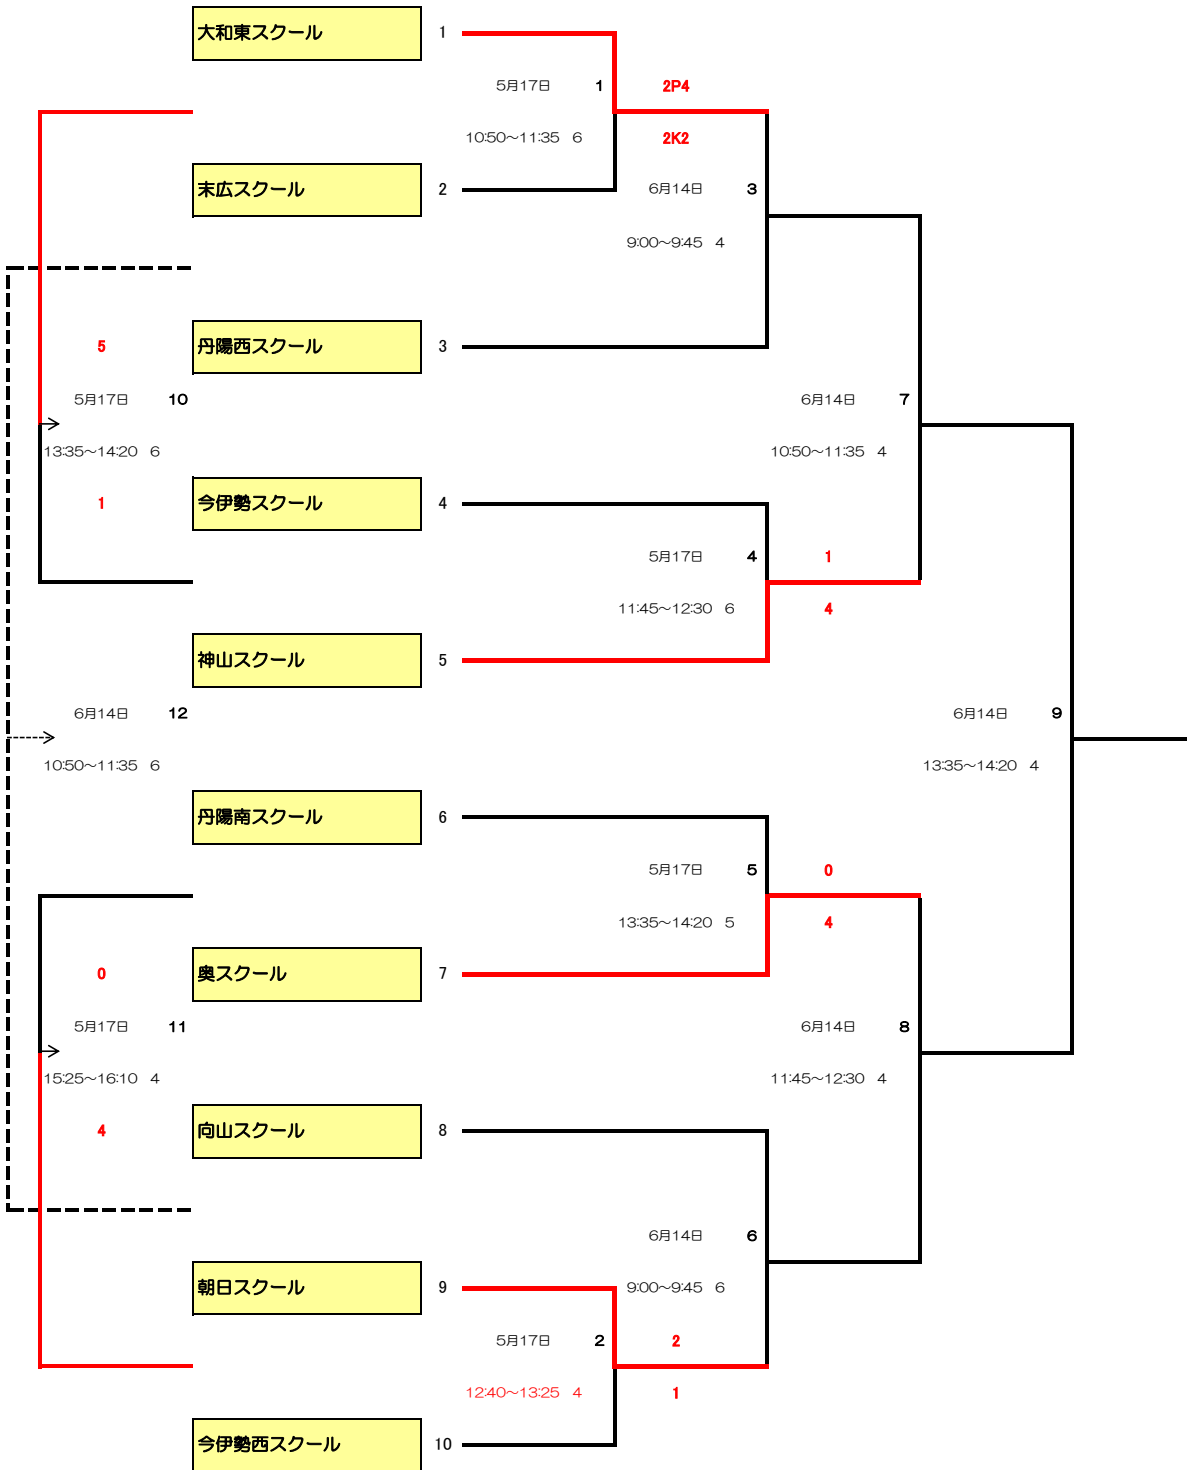 大和東スクール 1
5月17日 1 2P4
10:50～11:35 6 2K2
末広スクール 2 6月14日 3
9:00～9:45 4
5 丹陽西スクール 3
5月17日 10 6月14日 7
13:35～14:20 6 10:50～11:35 4
1 今伊勢スクール 4
5月17日 4 1
11:45～12:30 6 4
神山スクール 5
6月14日 12 6月14日 9
10:50～11:35 6 13:35～14:20 4
丹陽南スクール 6
5月17日 5 0
13:35～14:20 5 4
0 奥スクール 7
5月17日 11 6月14日 8
15:25～16:10 4 11:45～12:30 4
4 向山スクール 8
6月14日 6
朝日スクール 9 9:00～9:45 6
5月17日 2 2
12:40～13:25 4 1
今伊勢西スクール 10